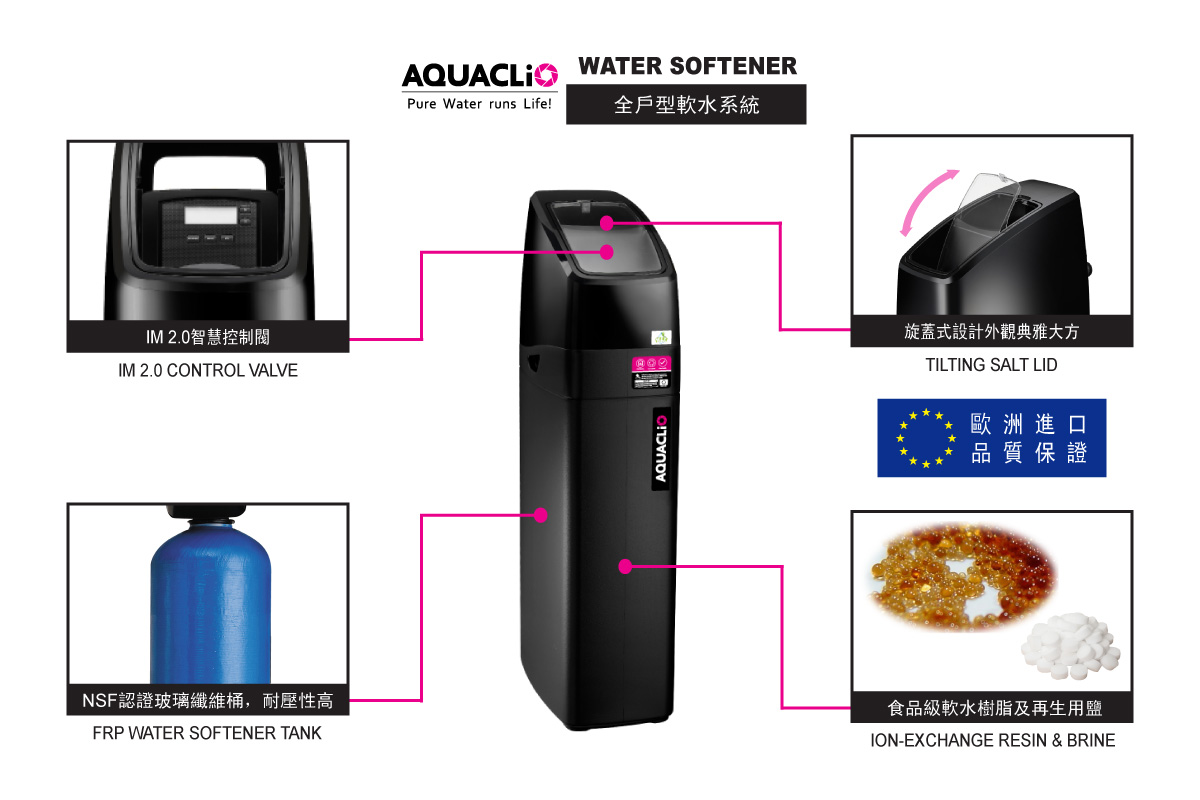 AQUACLiO
Pure Water runs Life!
WATER SOFTENER
全戶型軟水系統
IM 2.0智慧控制閥
IM 2.0 CONTROL VALVE
旋蓋式設計外觀典雅大方
TILTING SALT LID
歐洲進口
品質保證
AQUACLiO
NSF認證玻璃纖維桶，耐壓性高
FRP WATER SOFTENER TANK
食品級軟水樹脂及再生用鹽
ION-EXCHANGE RESIN & BRINE